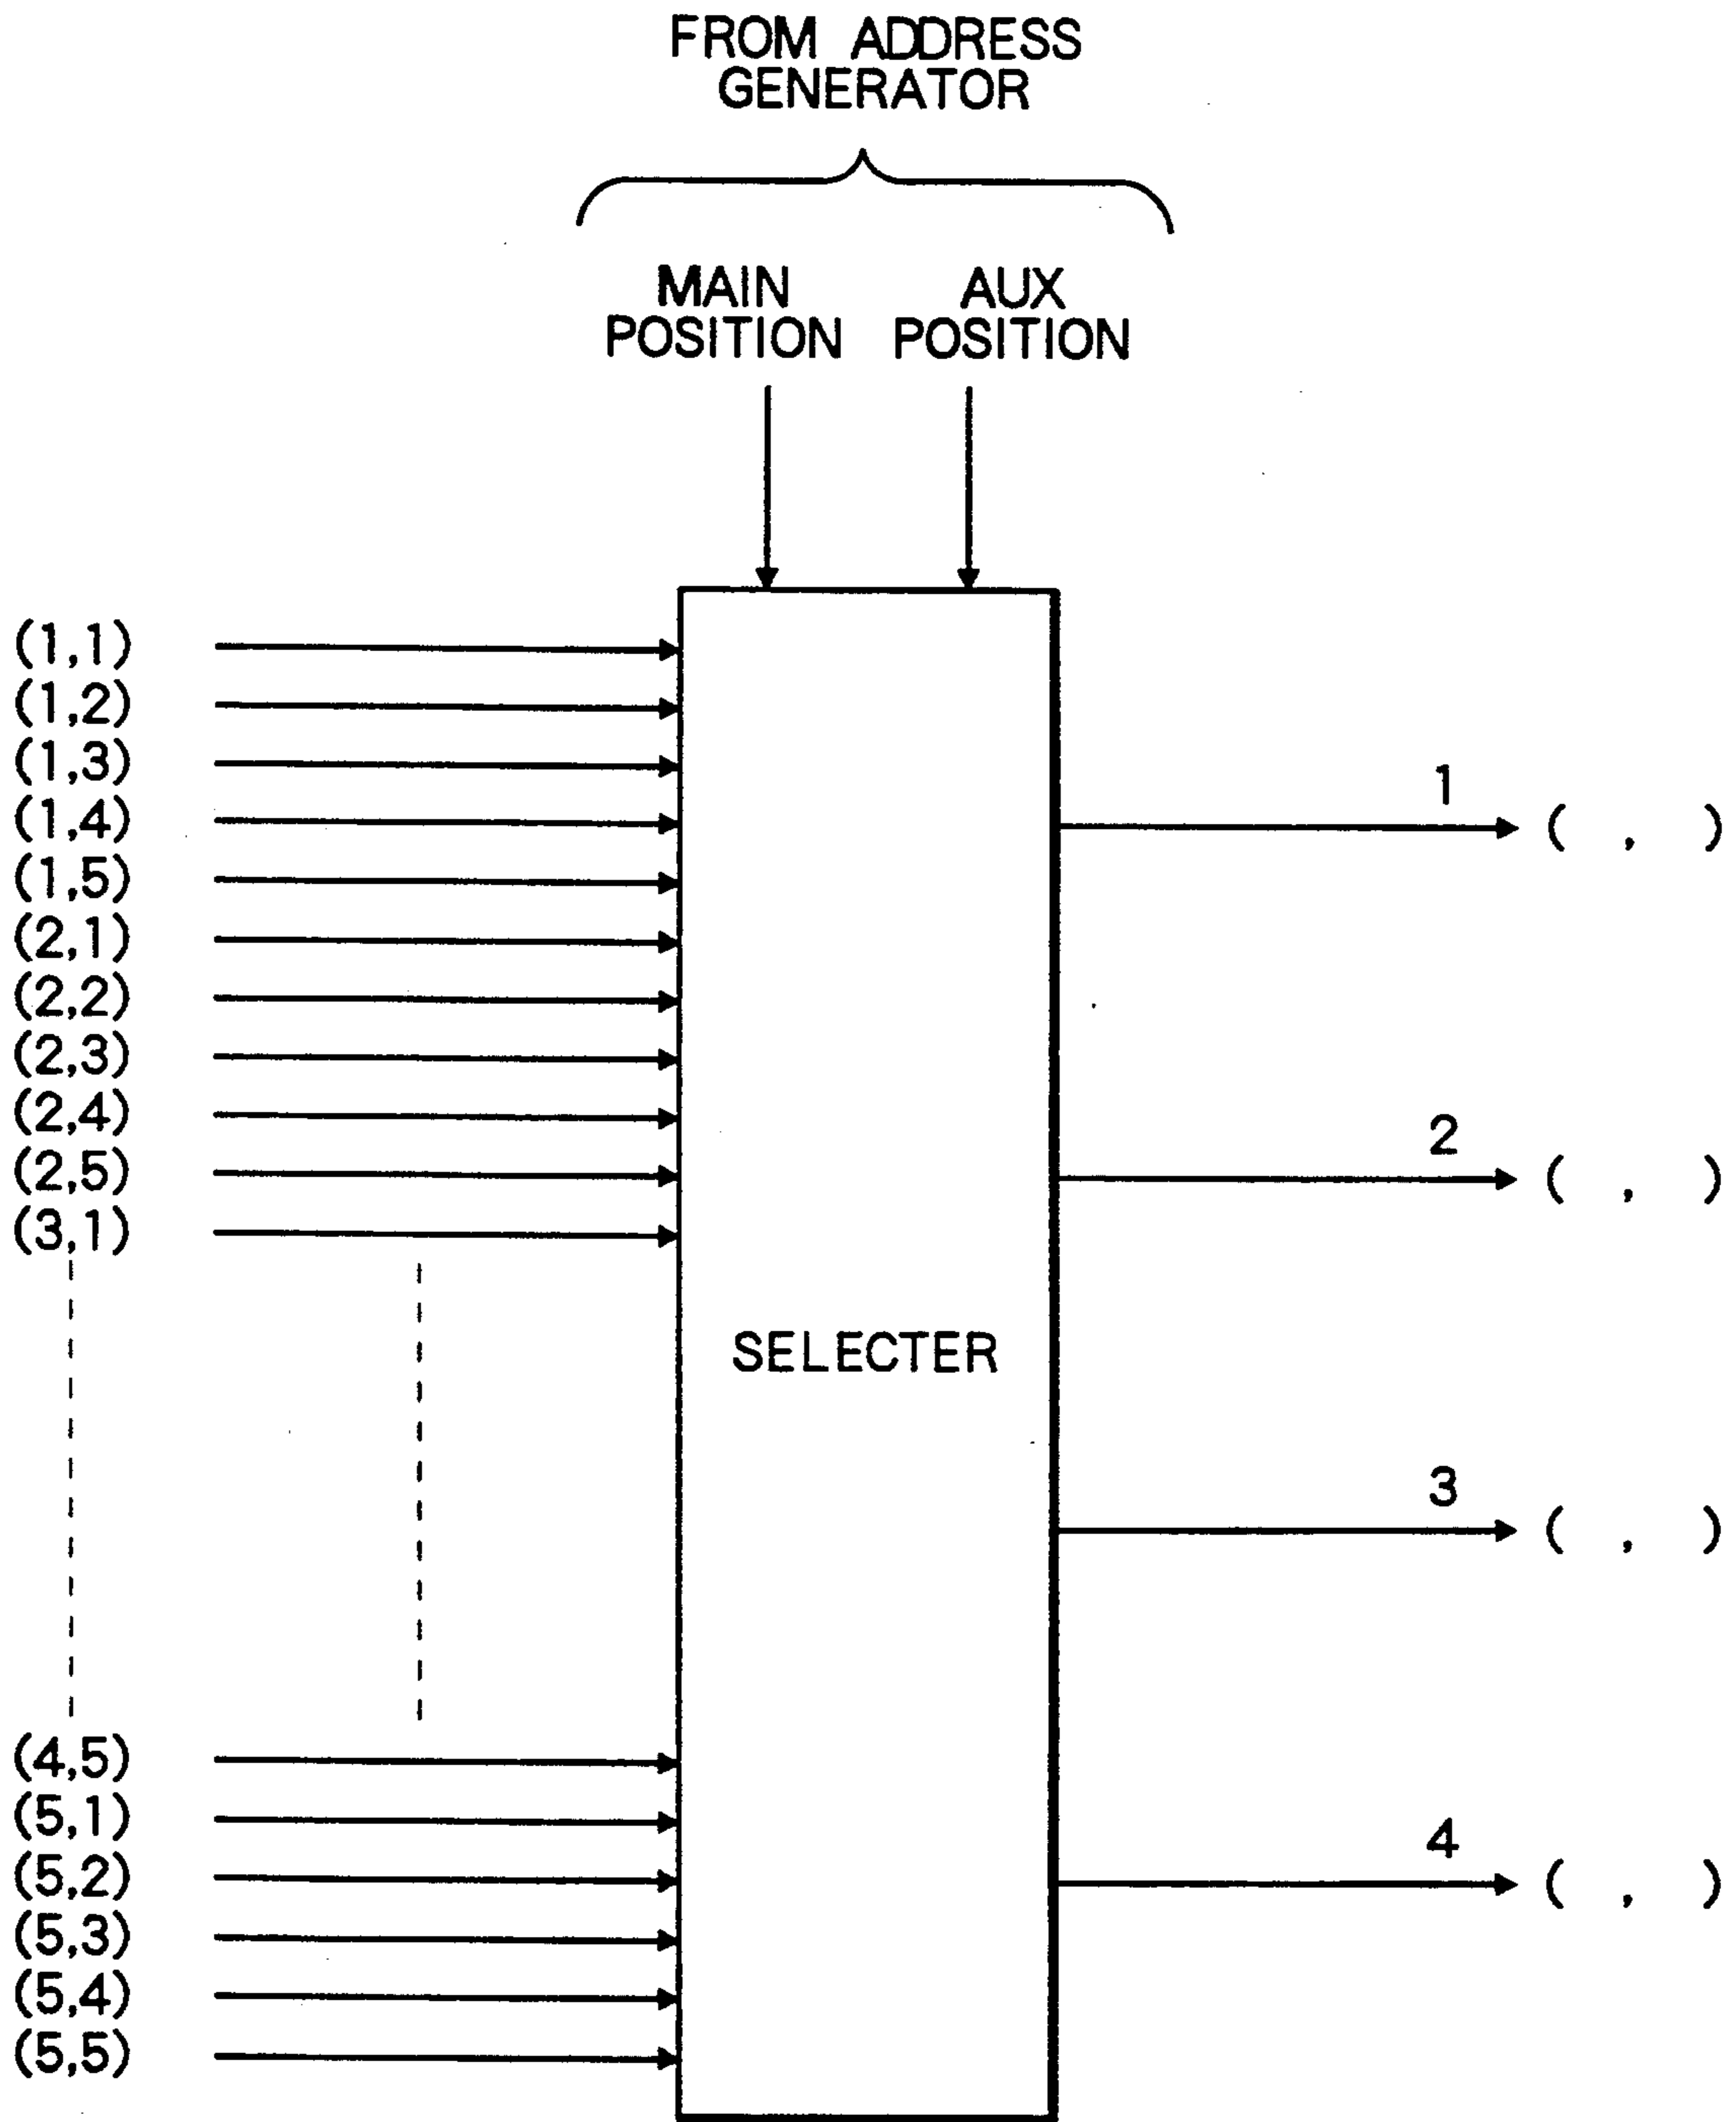 FROM ADDRESS
GENERATOR
MAIN
POSITION
AUX
POSITION
(1,1)
(1,2)
(1,3)
(1,4)
(1,5)
(2,1)
(2,2)
(2,3)
(2,4)
(2,5)
(3,1)
(4,5)
(5,1)
(5,2)
(5,3)
(5,4)
(5,5)
SELECTER
1
( , )
2
( , )
3
( , )
4
( , )